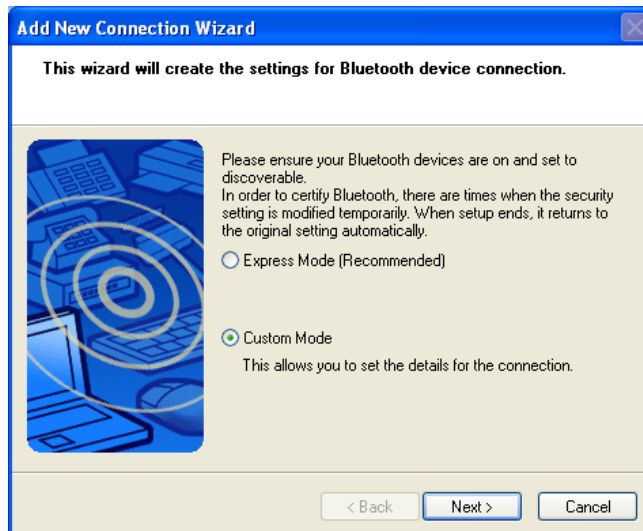 Add New Connection Wizard
This wizard will create the settings for Bluetooth device connection.
Please ensure your Bluetooth devices are on and set to
discoverable.
In order to certify Bluetooth, there are times when the security
setting is modified temporarily. When setup ends, it returns to
the original setting automatically.
Express Mode (Recommended)
Custom Mode
This allows you to set the details for the connection.
< Back
Next >
Cancel